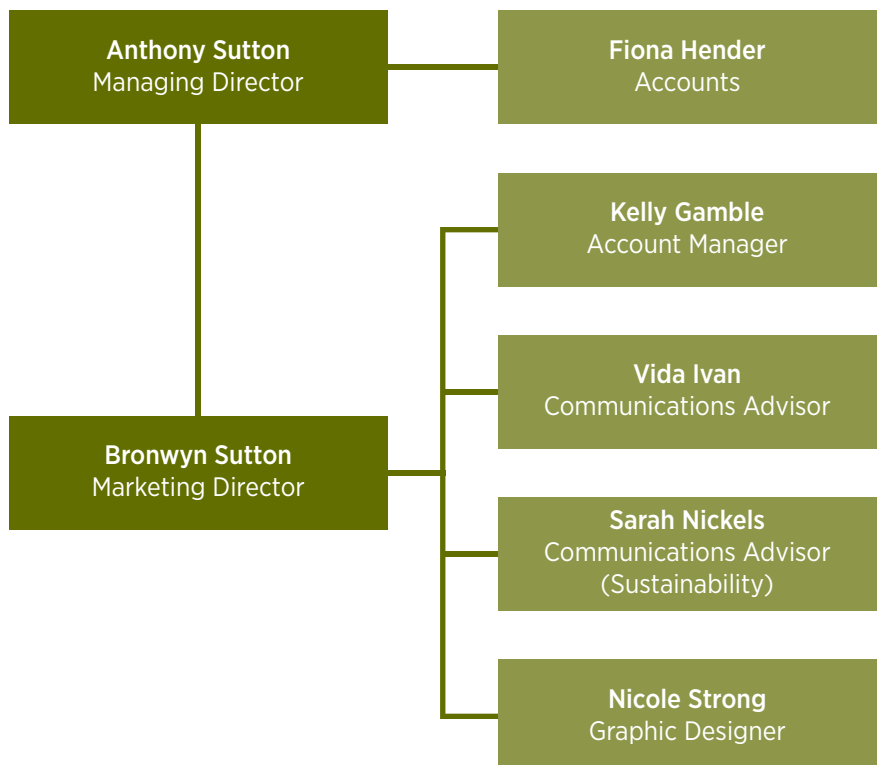 Anthony Sutton
Managing Director
Fiona Hender
Accounts
Kelly Gamble
Account Manager
Vida Ivan
Communications Advisor
Bronwyn Sutton
Marketing Director
Sarah Nickels
Communications Advisor
(Sustainability)
Nicole Strong
Graphic Designer